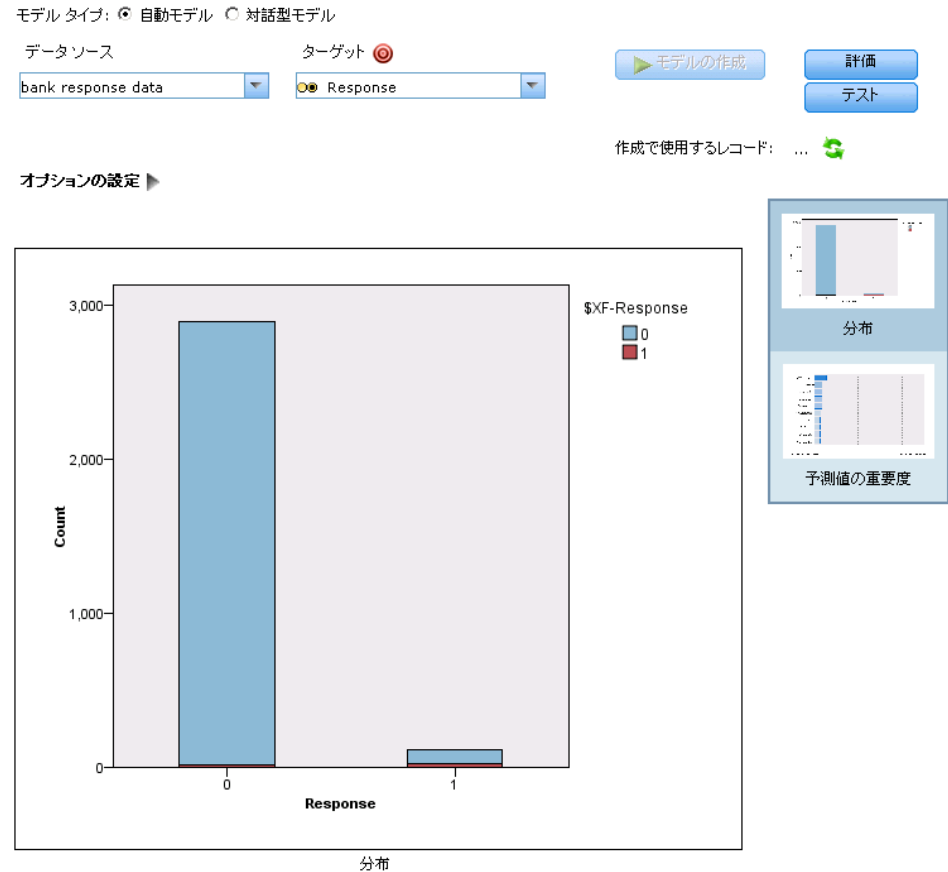 モデル タイプ: 自動モデル 対話型モデル
データ ソース
ターゲット
bank response data
Response
モデルの作成
評価
テスト
作成で使用するレコード: ...
オプションの設定
3,000
2,000
1,000
0
Count
0
1
Response
$XF-Response
0
1
分布
分布
予測値の重要度